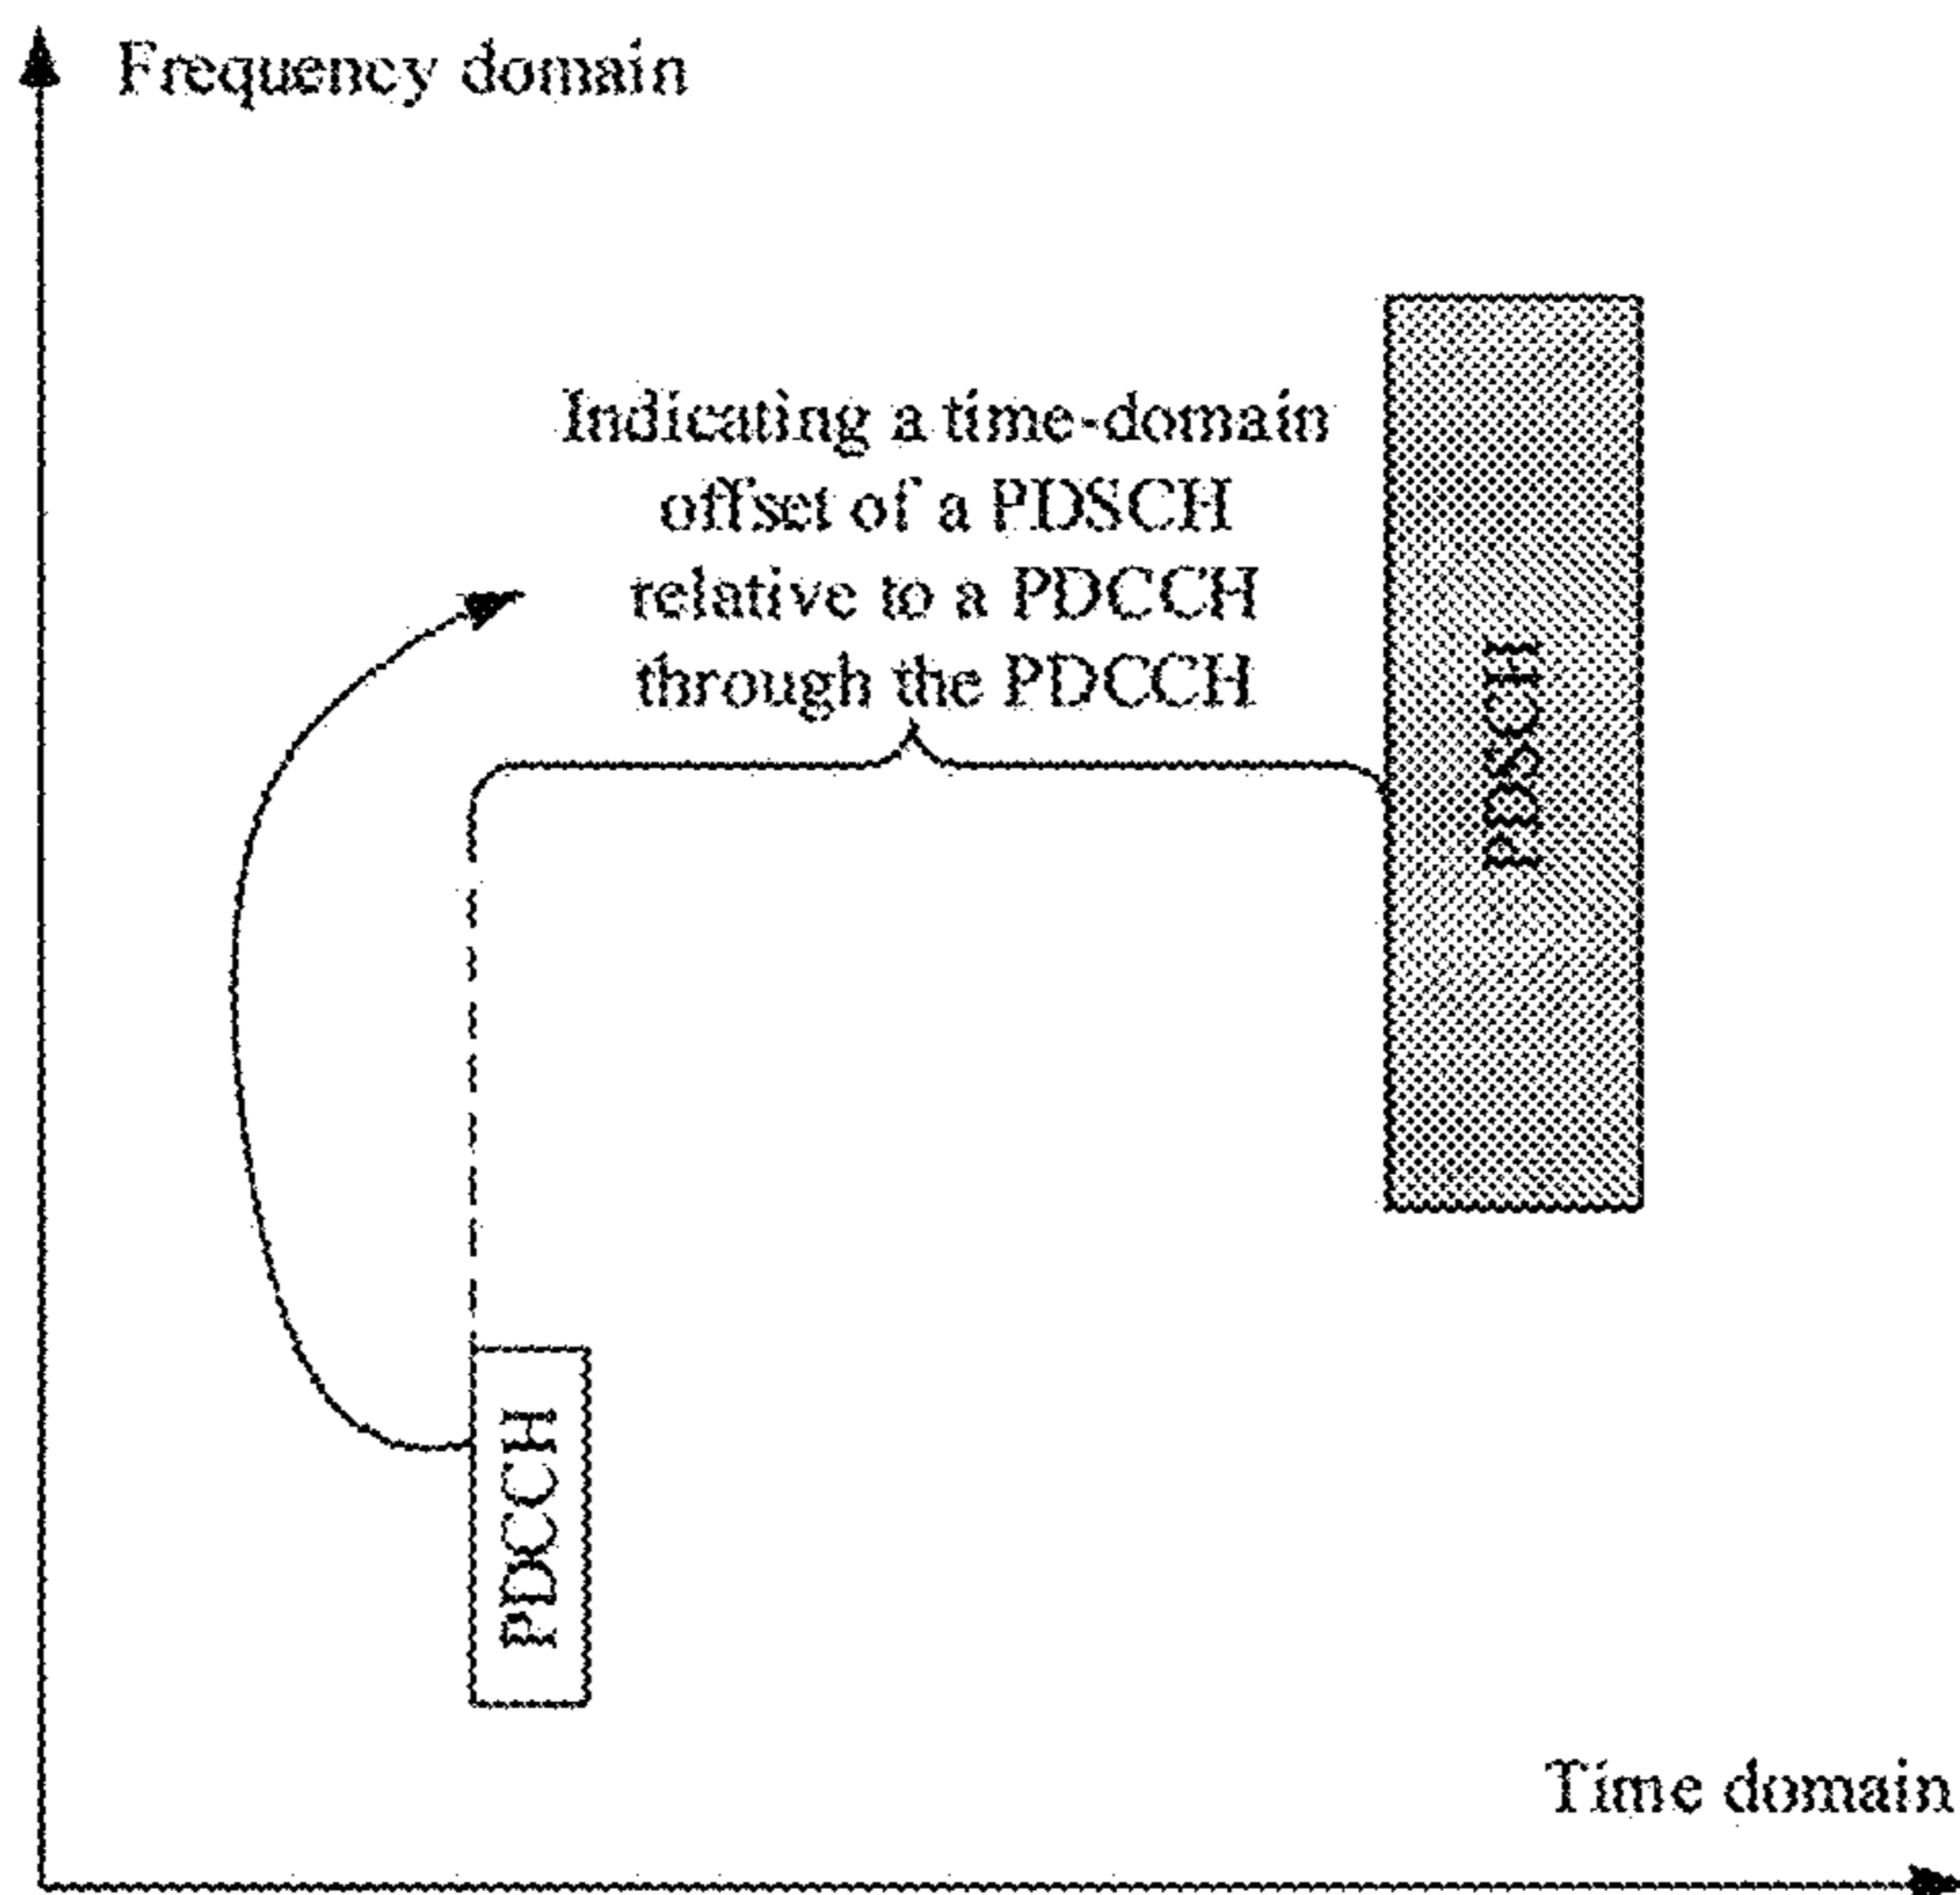 Frequency domain
Indicating a time-domain
offset of a PDSCH
relative to a PDCCH
through the PDCCH
PDSCH
PDCCH
Time domain